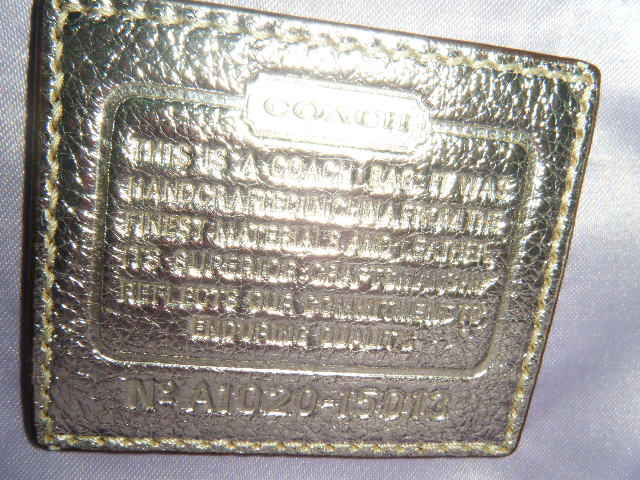 COACH
THIS IS A COACH BAG. IT WAS
HANDCRAFTED IN CHINA FROM THE
FINEST MATERIALS AND LEATHER.
ITS SUPERIOR CRAFTSMANSHIP
REFLECTS OUR COMMITMENT TO
ENDURING QUALITY.
Nº A1020-15013